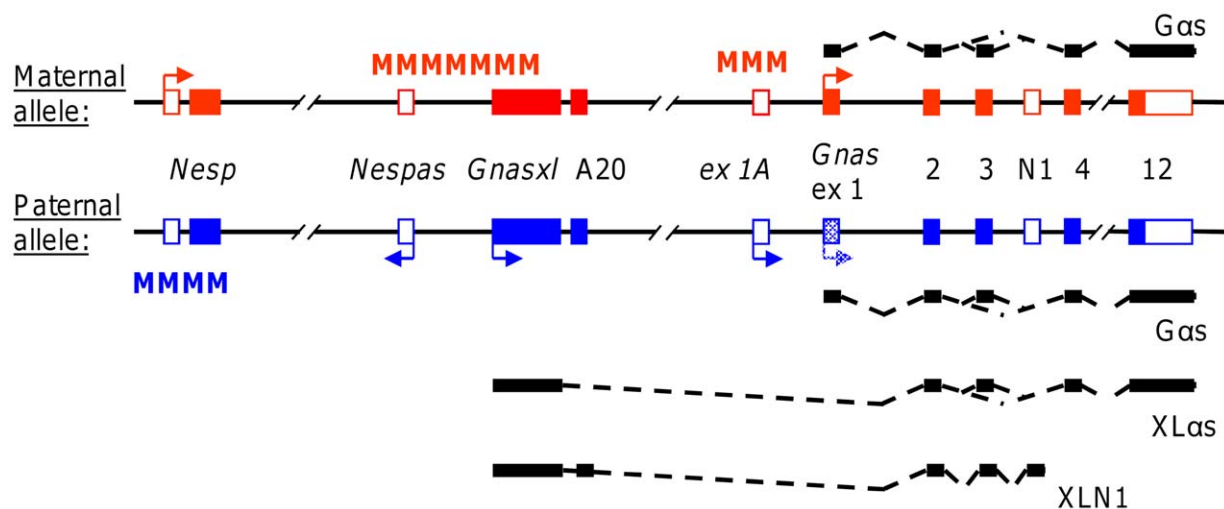 Gαs
Maternal allele:
MMMMMMM
MMM
Nesp Nespas Gnasxl A20 ex 1A Gnas ex 1 2 3 N1 4 12
Paternal allele:
MMMM
Gαs
XLαs
XLN1